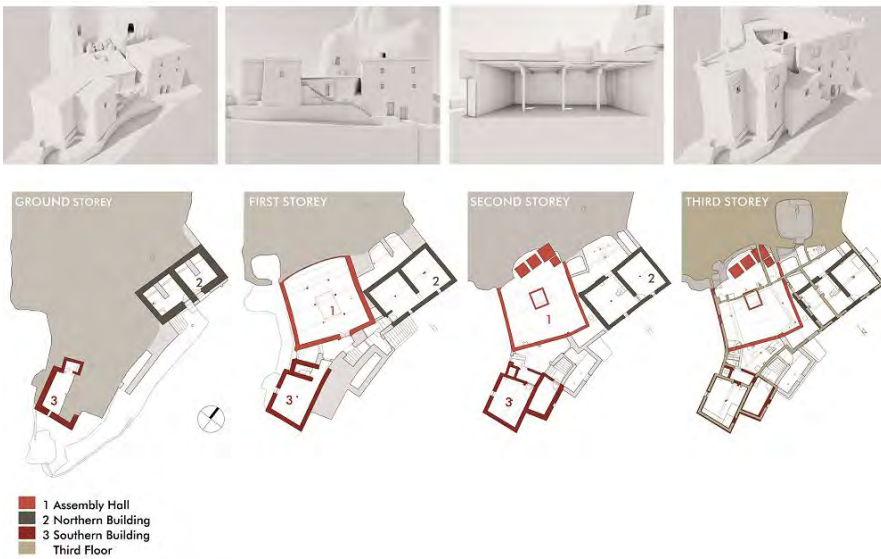 GROUND STOREY
FIRST STOREY
SECOND STOREY
THIRD STOREY
2
3
1
2
3
1
2
3
1 Assembly Hall
2 Northern Building
3 Southern Building
Third Floor